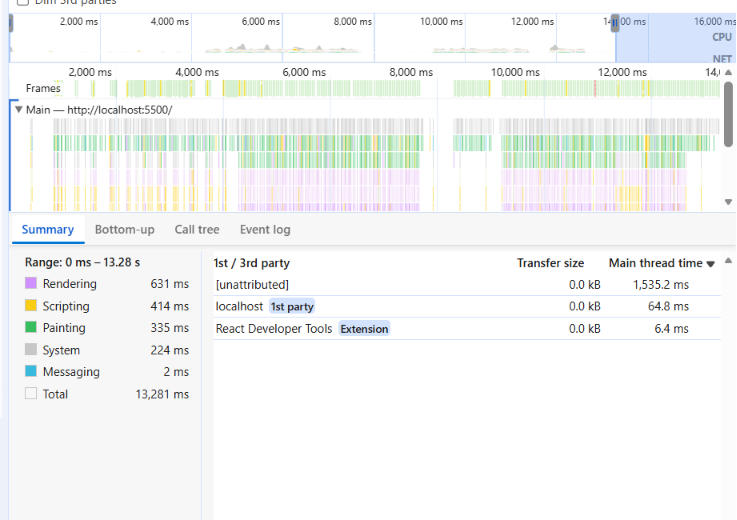 Dim 3rd parties
2,000 ms 4,000 ms 6,000 ms 8,000 ms 10,000 ms 12,000 ms 14,000 ms 16,000 ms
CPU
NET
2,000 ms 4,000 ms 6,000 ms 8,000 ms 10,000 ms 12,000 ms 14,
Frames
Main — http://localhost:5500/
Summary Bottom-up Call tree Event log
Range: 0 ms – 13.28 s
Rendering 631 ms
Scripting 414 ms
Painting 335 ms
System 224 ms
Messaging 2 ms
Total 13,281 ms
1st / 3rd party Transfer size Main thread time
[unattributed] 0.0 kB 1,535.2 ms
localhost 1st party 0.0 kB 64.8 ms
React Developer Tools Extension 0.0 kB 6.4 ms